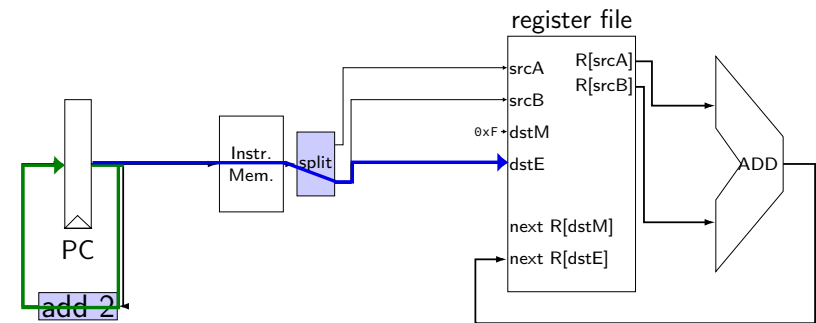 register file
srcA
R[srcA]
srcB
R[srcB]
0xF
dstM
dstE
Instr.
Mem.
split
ADD
PC
next R[dstM]
next R[dstE]
add 2